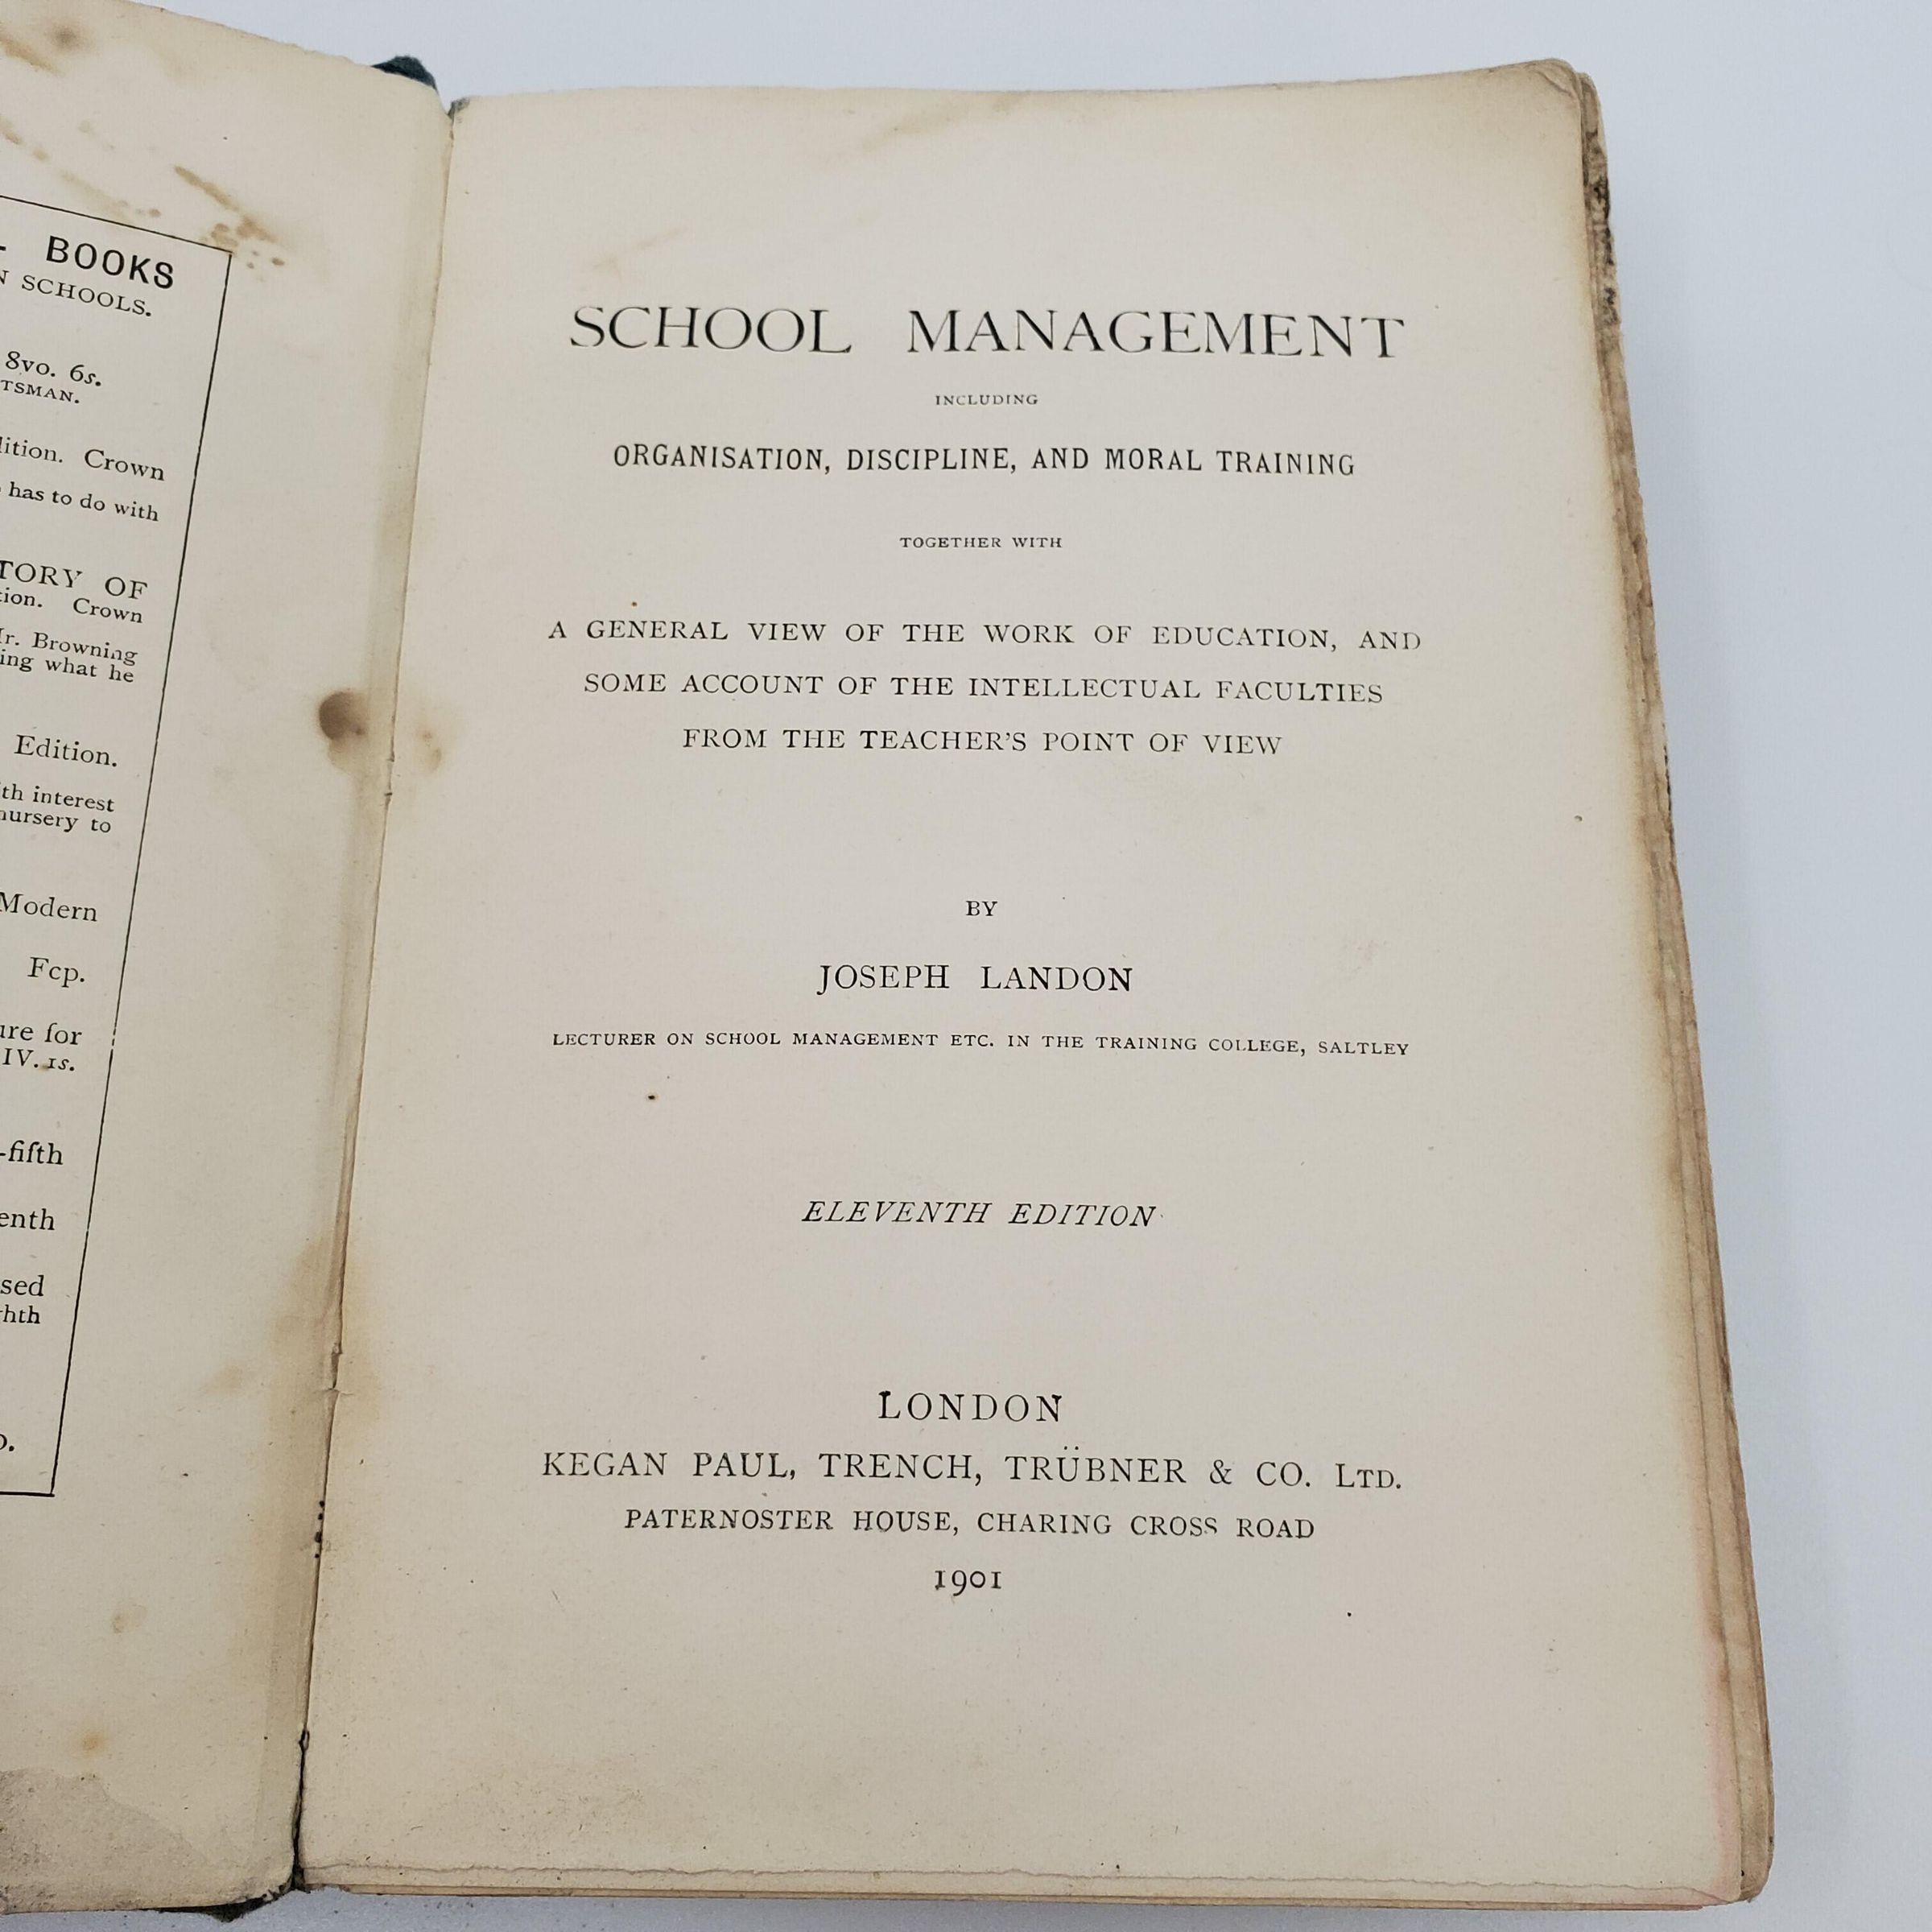 BOOKS
SCHOOLS.
8vo. 6s.
TSMAN.
dition. Crown
has to do with
TORY OF
tion. Crown
Mr. Browning
ing what he
Edition.
th interest
nursery to
Modern
Fcp.
ure for
IV. 1s.
-fifth
enth
sed
hth
SCHOOL MANAGEMENT
INCLUDING
ORGANISATION, DISCIPLINE, AND MORAL TRAINING
TOGETHER WITH
A GENERAL VIEW OF THE WORK OF EDUCATION, AND
SOME ACCOUNT OF THE INTELLECTUAL FACULTIES
FROM THE TEACHER'S POINT OF VIEW
BY
JOSEPH LANDON
LECTURER ON SCHOOL MANAGEMENT ETC. IN THE TRAINING COLLEGE, SALTLEY
ELEVENTH EDITION
LONDON
KEGAN PAUL, TRENCH, TRÜBNER & CO. LTD.
PATERNOSTER HOUSE, CHARING CROSS ROAD
1901